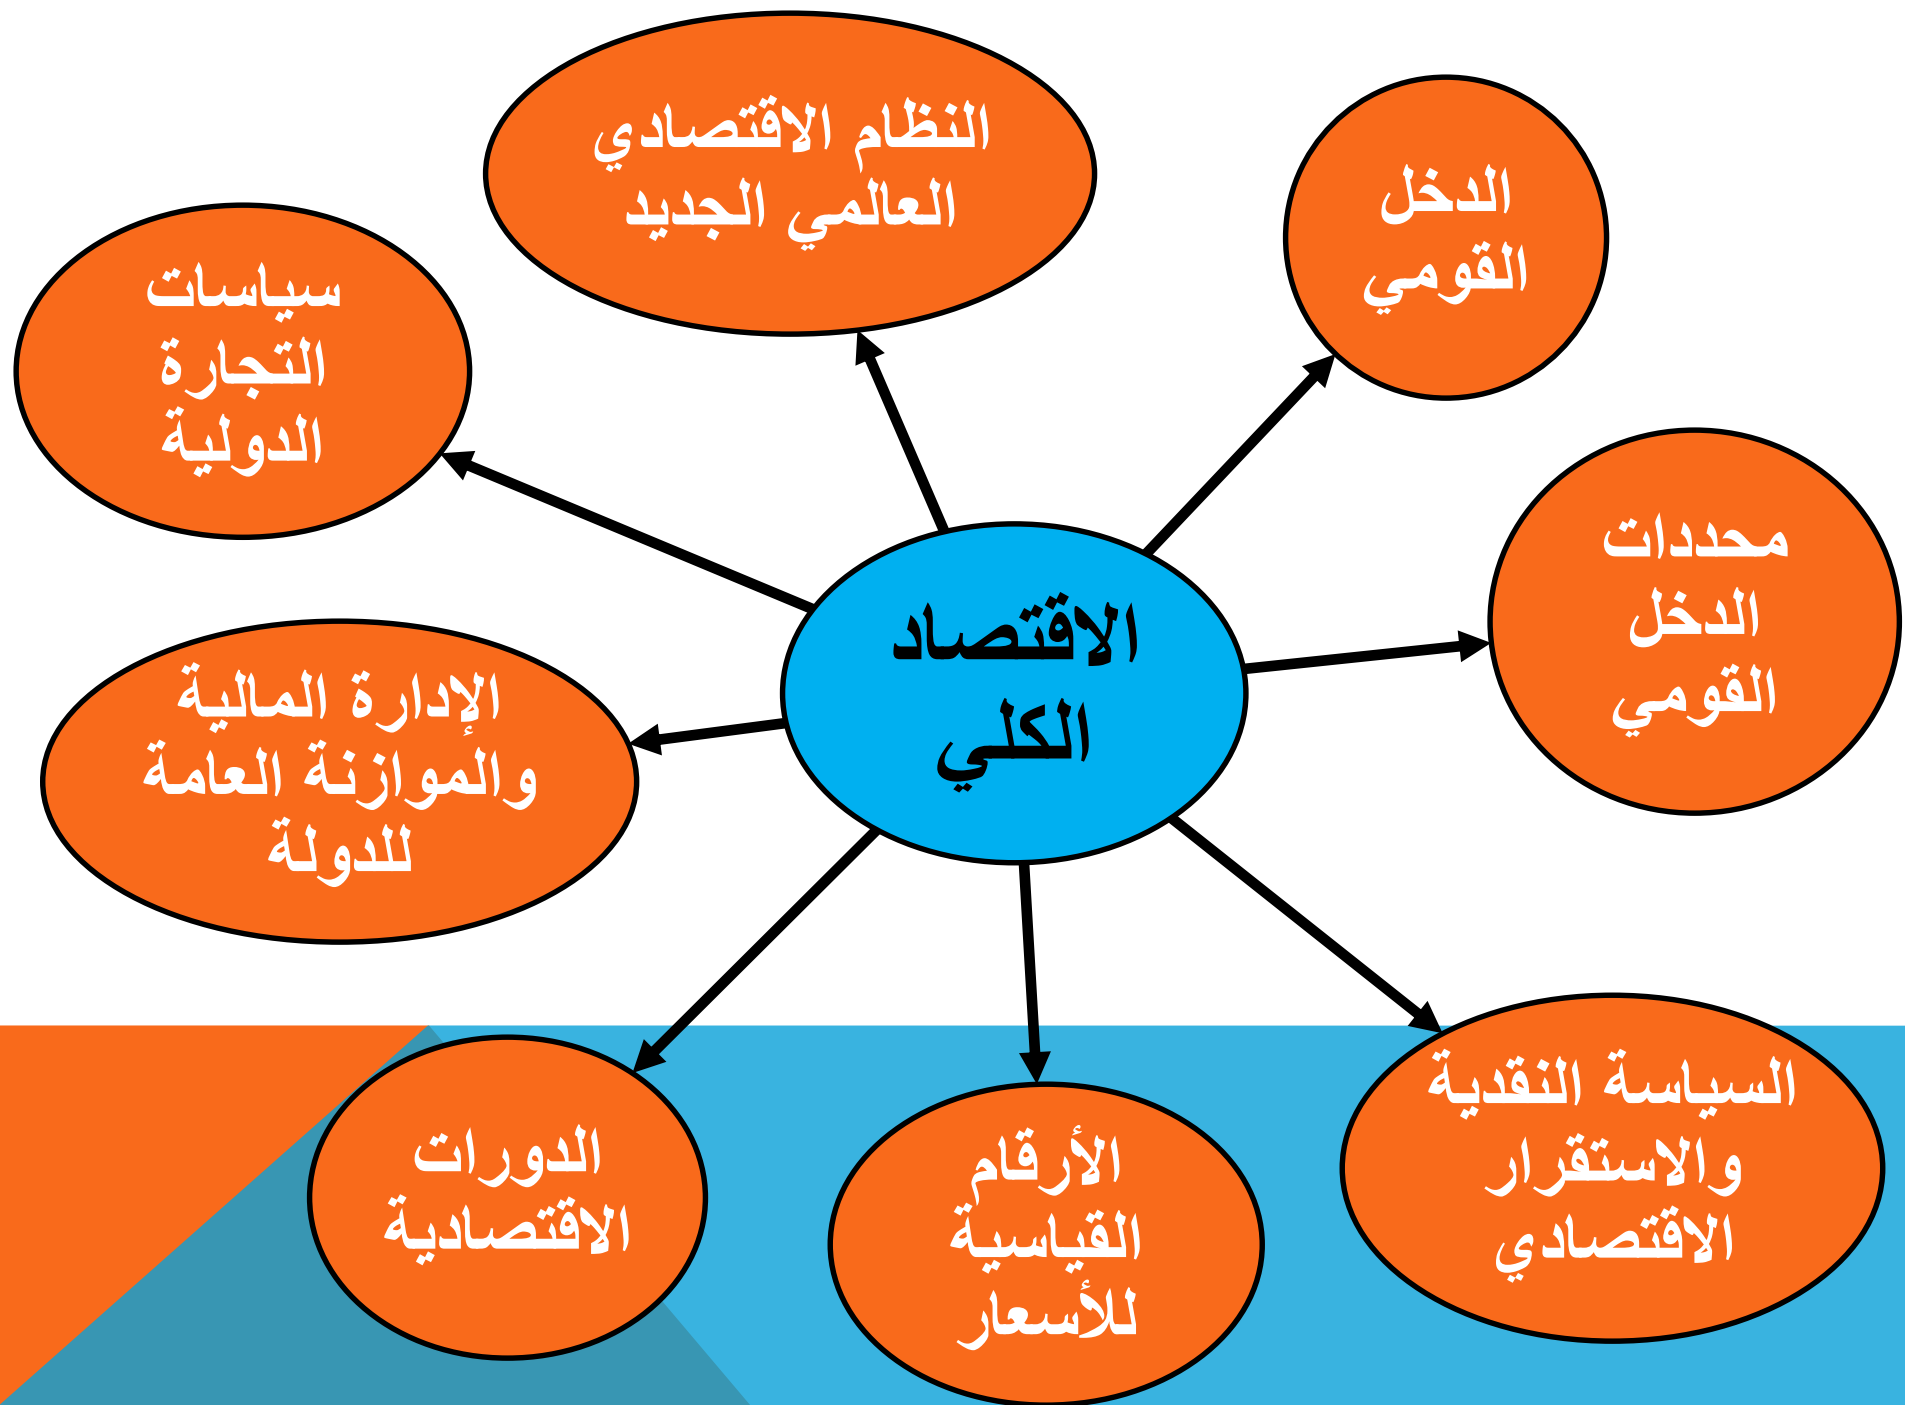 النظام الاقتصادي
العالمي الجديد
الدخل
القومي
سياسات
التجارة
الدولية
محددات
الدخل
القومي
الاقتصاد
الكلي
الإدارة المالية
والموازنة العامة
للدولة
السياسة النقدية
والاستقرار
الاقتصادي
الأرقام
القياسية
للأسعار
الدورات
الاقتصادية